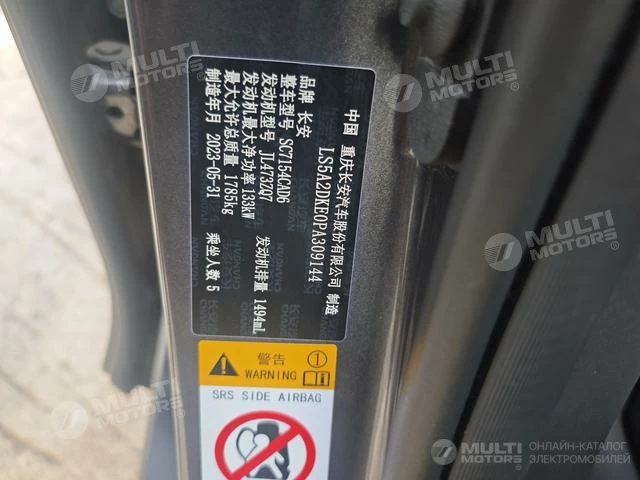 中国 重庆长安汽车股份有限公司 制造
LS5A2DKE0PA309144
品牌 长安
整车型号 SC7154CAD6
发动机型号 JL473ZQ7 发动机排量 1494mL
发动机最大净功率 133kW
最大允许总质量 1785kg
制造年月 2023-05-31 乘坐人数 5
警告 ①
WARNING
SRS SIDE AIRBAG
MULTI MOTORS®
MULTI MOTORS®
MULTI MOTORS®
MULTI MOTORS®
MULTI MOTORS®
MULTI MOTORS® ОНЛАЙН-КАТАЛОГ
ЭЛЕКТРОМОБИЛЕЙ